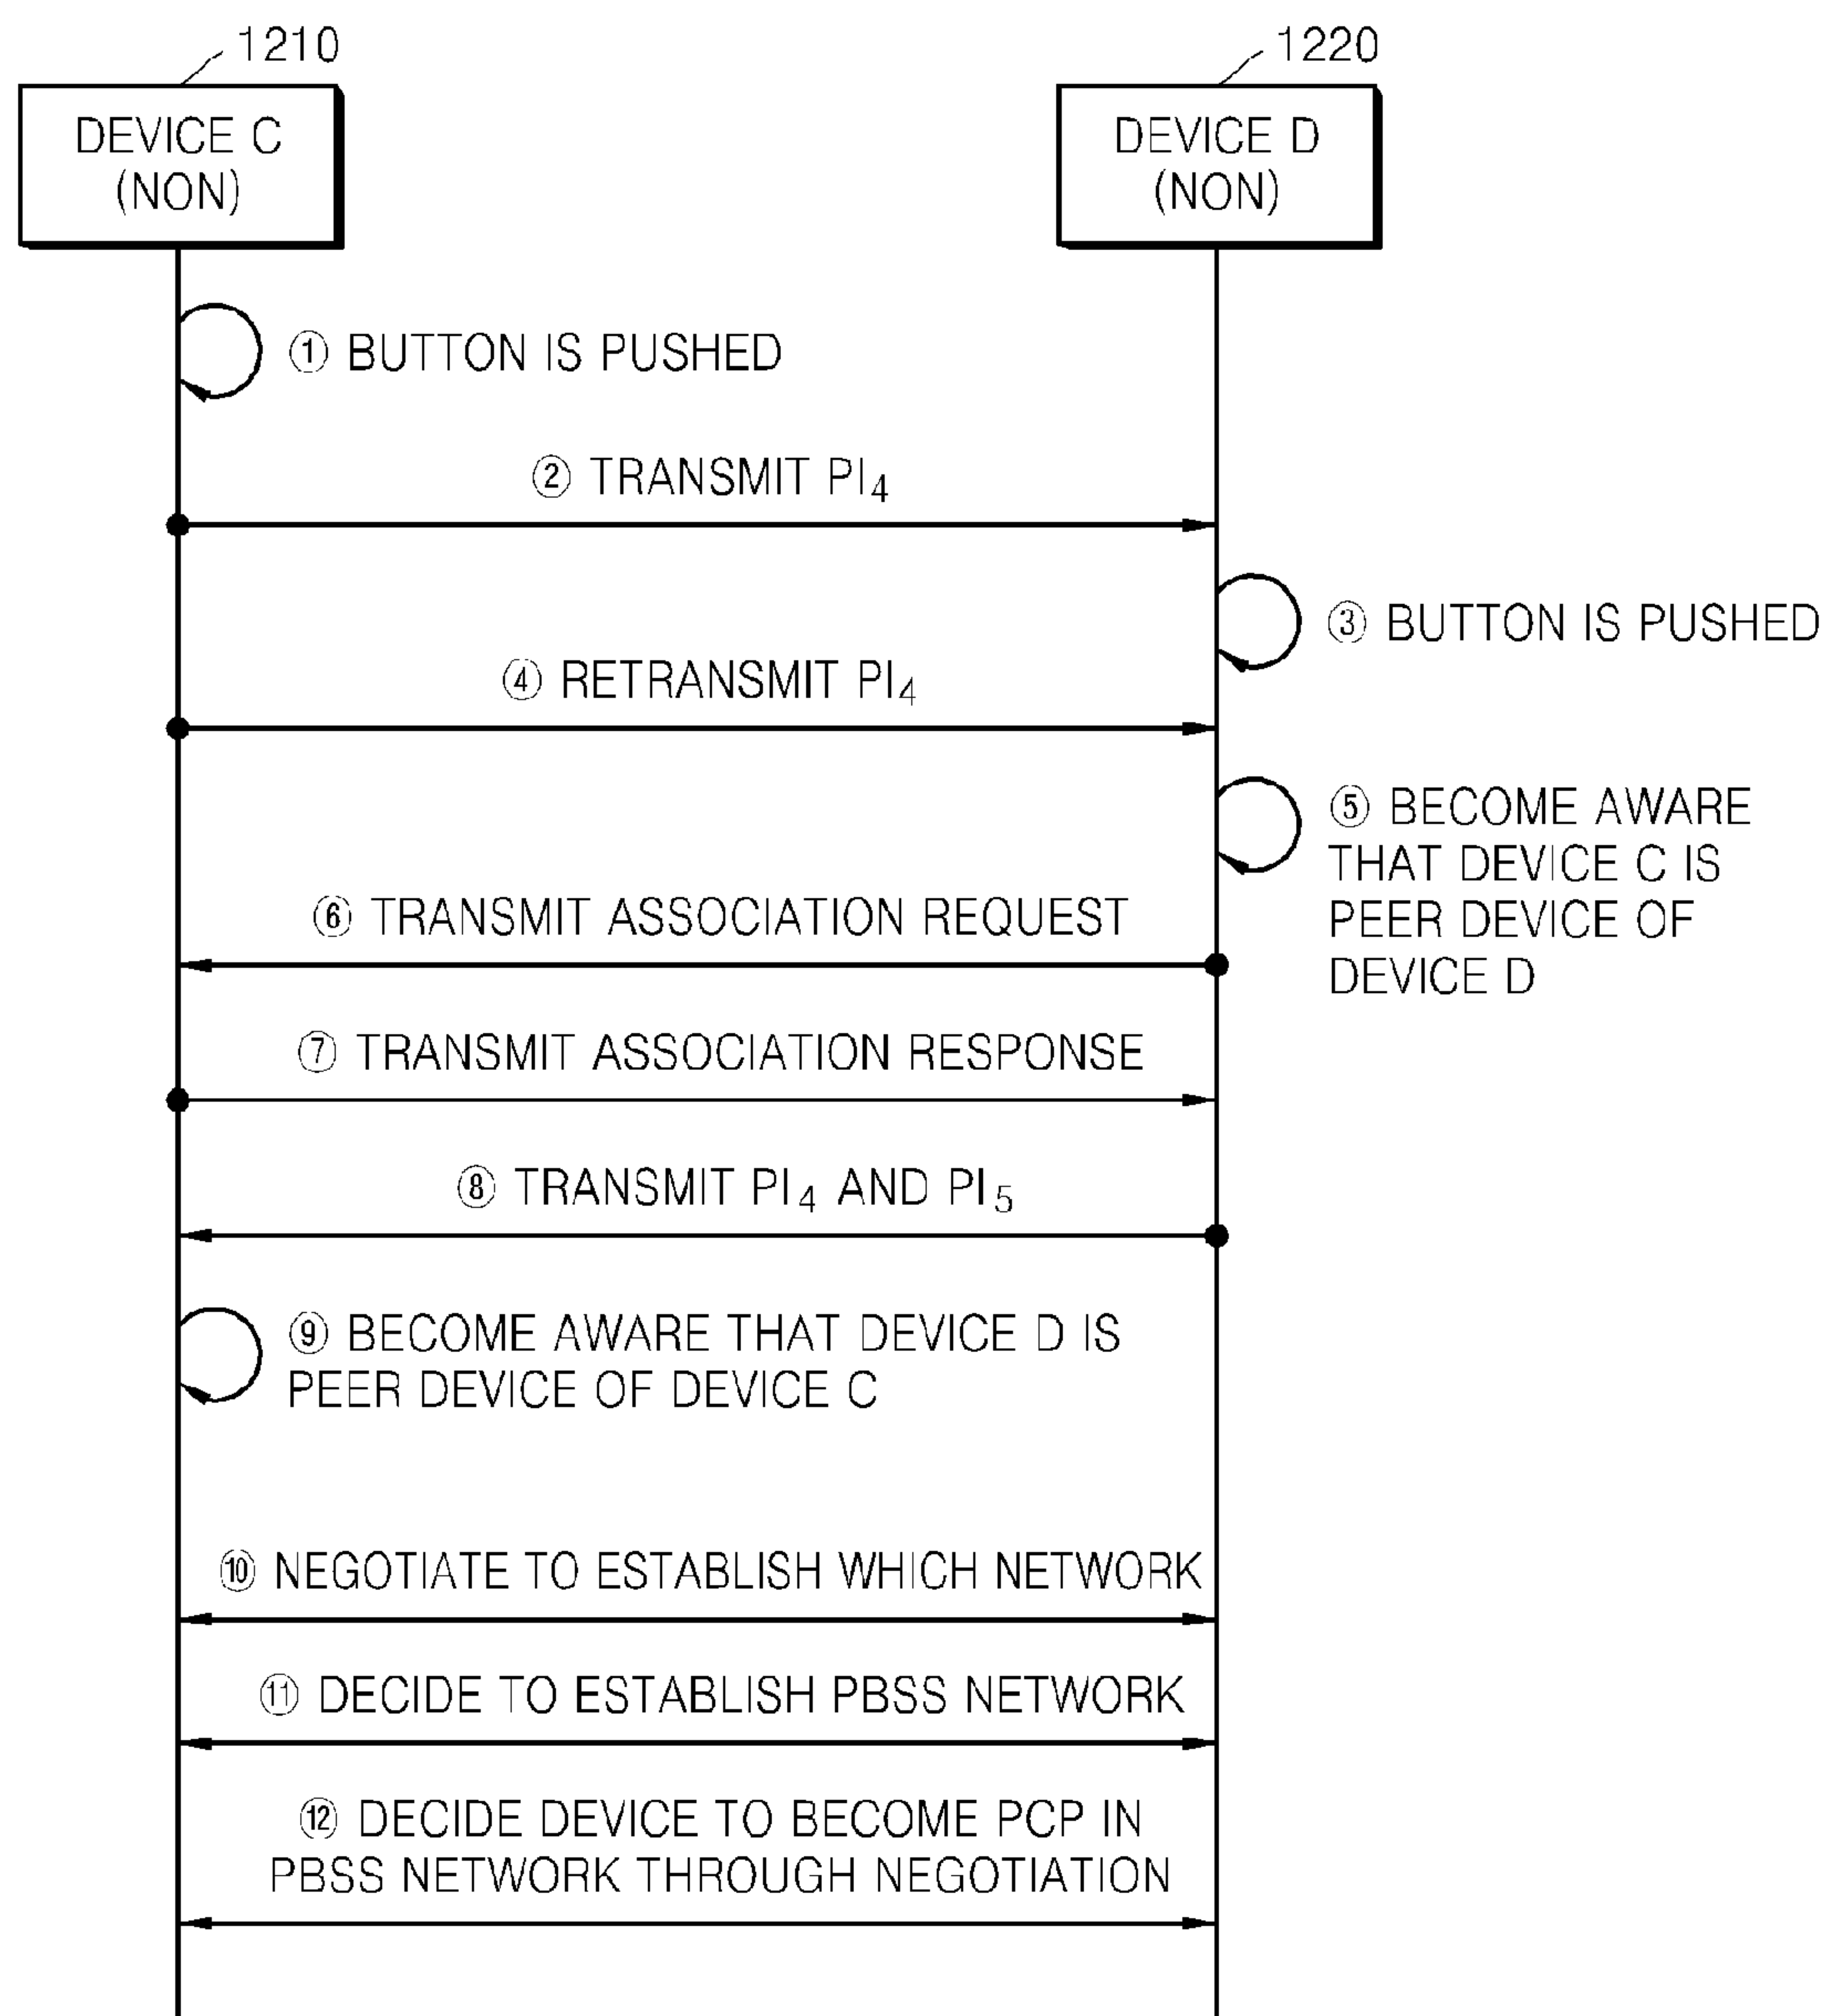 1210
1220
DEVICE C
(NON)
DEVICE D
(NON)
① BUTTON IS PUSHED
② TRANSMIT PI₄
③ BUTTON IS PUSHED
④ RETRANSMIT PI₄
⑤ BECOME AWARE
THAT DEVICE C IS
PEER DEVICE OF
DEVICE D
⑥ TRANSMIT ASSOCIATION REQUEST
⑦ TRANSMIT ASSOCIATION RESPONSE
⑧ TRANSMIT PI₄ AND PI₅
⑨ BECOME AWARE THAT DEVICE D IS
PEER DEVICE OF DEVICE C
⑩ NEGOTIATE TO ESTABLISH WHICH NETWORK
⑪ DECIDE TO ESTABLISH PBSS NETWORK
⑫ DECIDE DEVICE TO BECOME PCP IN
PBSS NETWORK THROUGH NEGOTIATION